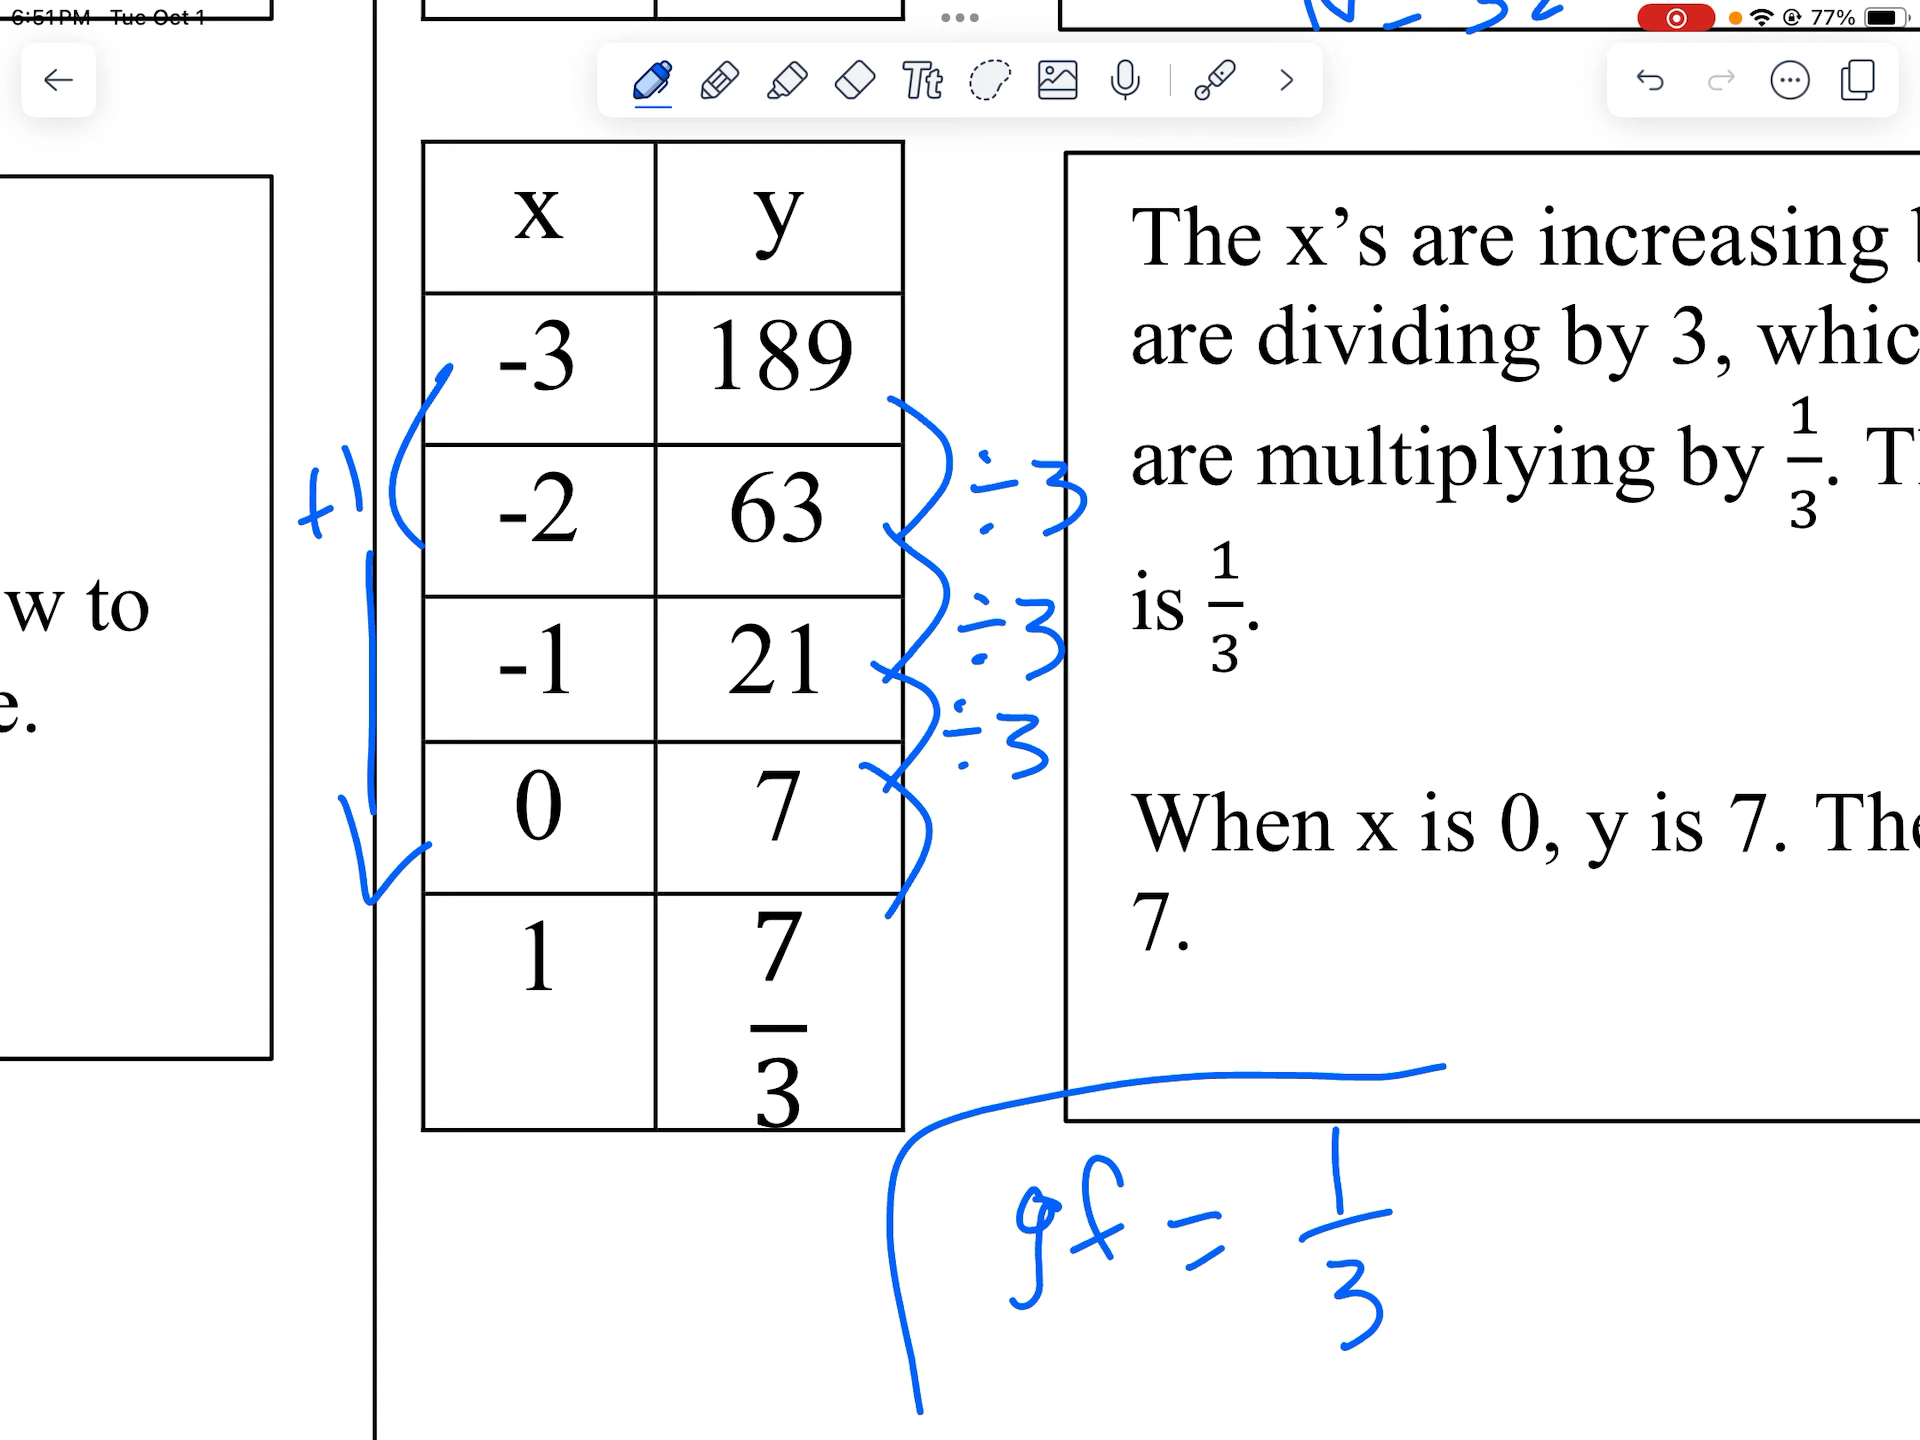 6:51PM Tue Oct 1
77%
Tt
x y
-3 189
-2 63
-1 21
0 7
1 7/3
+1
÷3
÷3
÷3
w to
e.
The x's are increasing
are dividing by 3, whic
are multiplying by 1/3. T
is 1/3.
When x is 0, y is 7. The
7.
gf = 1/3